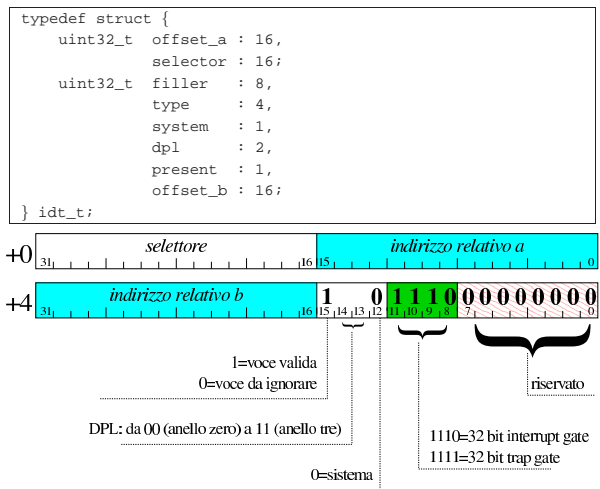 typedef struct {
uint32_t offset_a : 16,
selector : 16;
uint32_t filler : 8,
type : 4,
system : 1,
dpl : 2,
present : 1,
offset_b : 16;
} idt_t;
+0 selettore indirizzo relativo a
31 16 15 0
+4 indirizzo relativo b 1 0 1 1 1 0 0 0 0 0 0 0 0 0
31 16 15 14 13 12 11 10 9 8 7 0
1=voce valida
0=voce da ignorare
riservato
DPL: da 00 (anello zero) a 11 (anello tre)
1110=32 bit interrupt gate
1111=32 bit trap gate
0=sistema